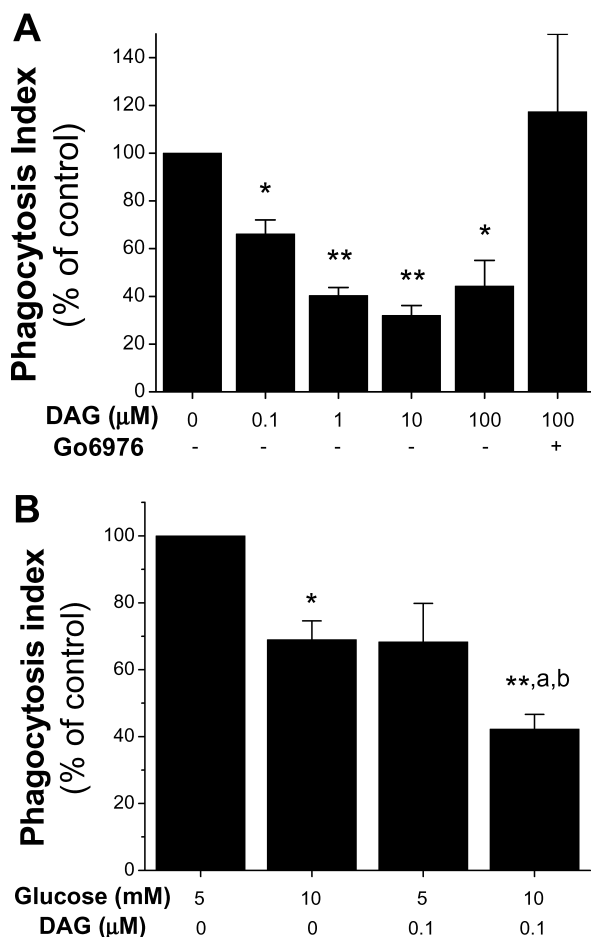 A
Phagocytosis Index
(% of control)
140
120
100
80
60
40
20
0
*
**
**
*
DAG (μM) 0 0.1 1 10 100 100
Go6976 - - - - - +
B
Phagocytosis index
(% of control)
100
80
60
40
20
0
*
**,a,b
Glucose (mM) 5 10 5 10
DAG (μM) 0 0 0.1 0.1